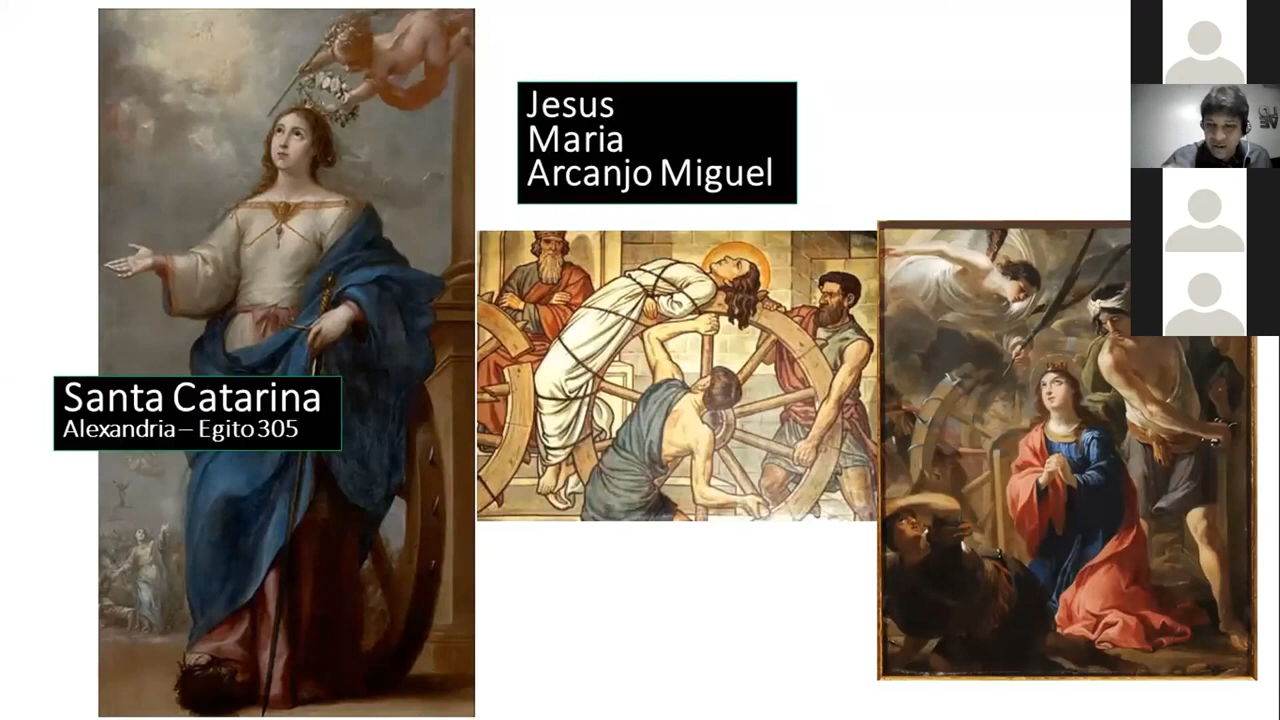 Jesus
Maria
Arcanjo Miguel
Santa Catarina
Alexandria – Egito 305